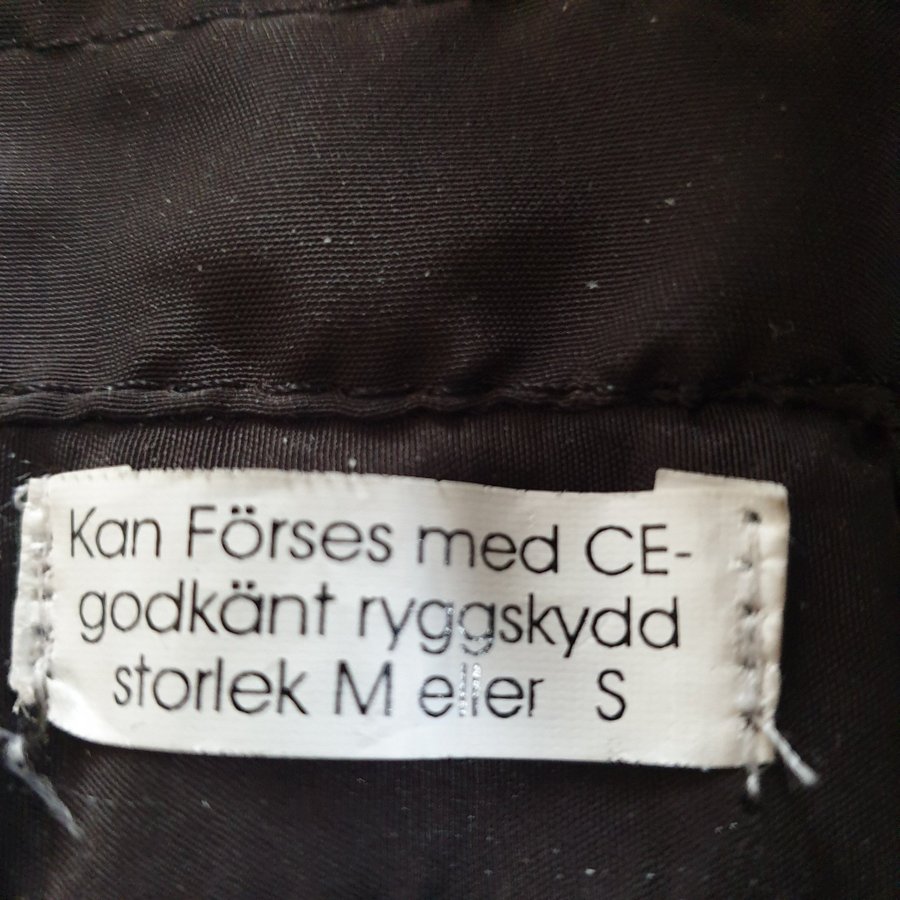 Kan Förses med CE-
godkänt ryggskydd
storlek M eller S